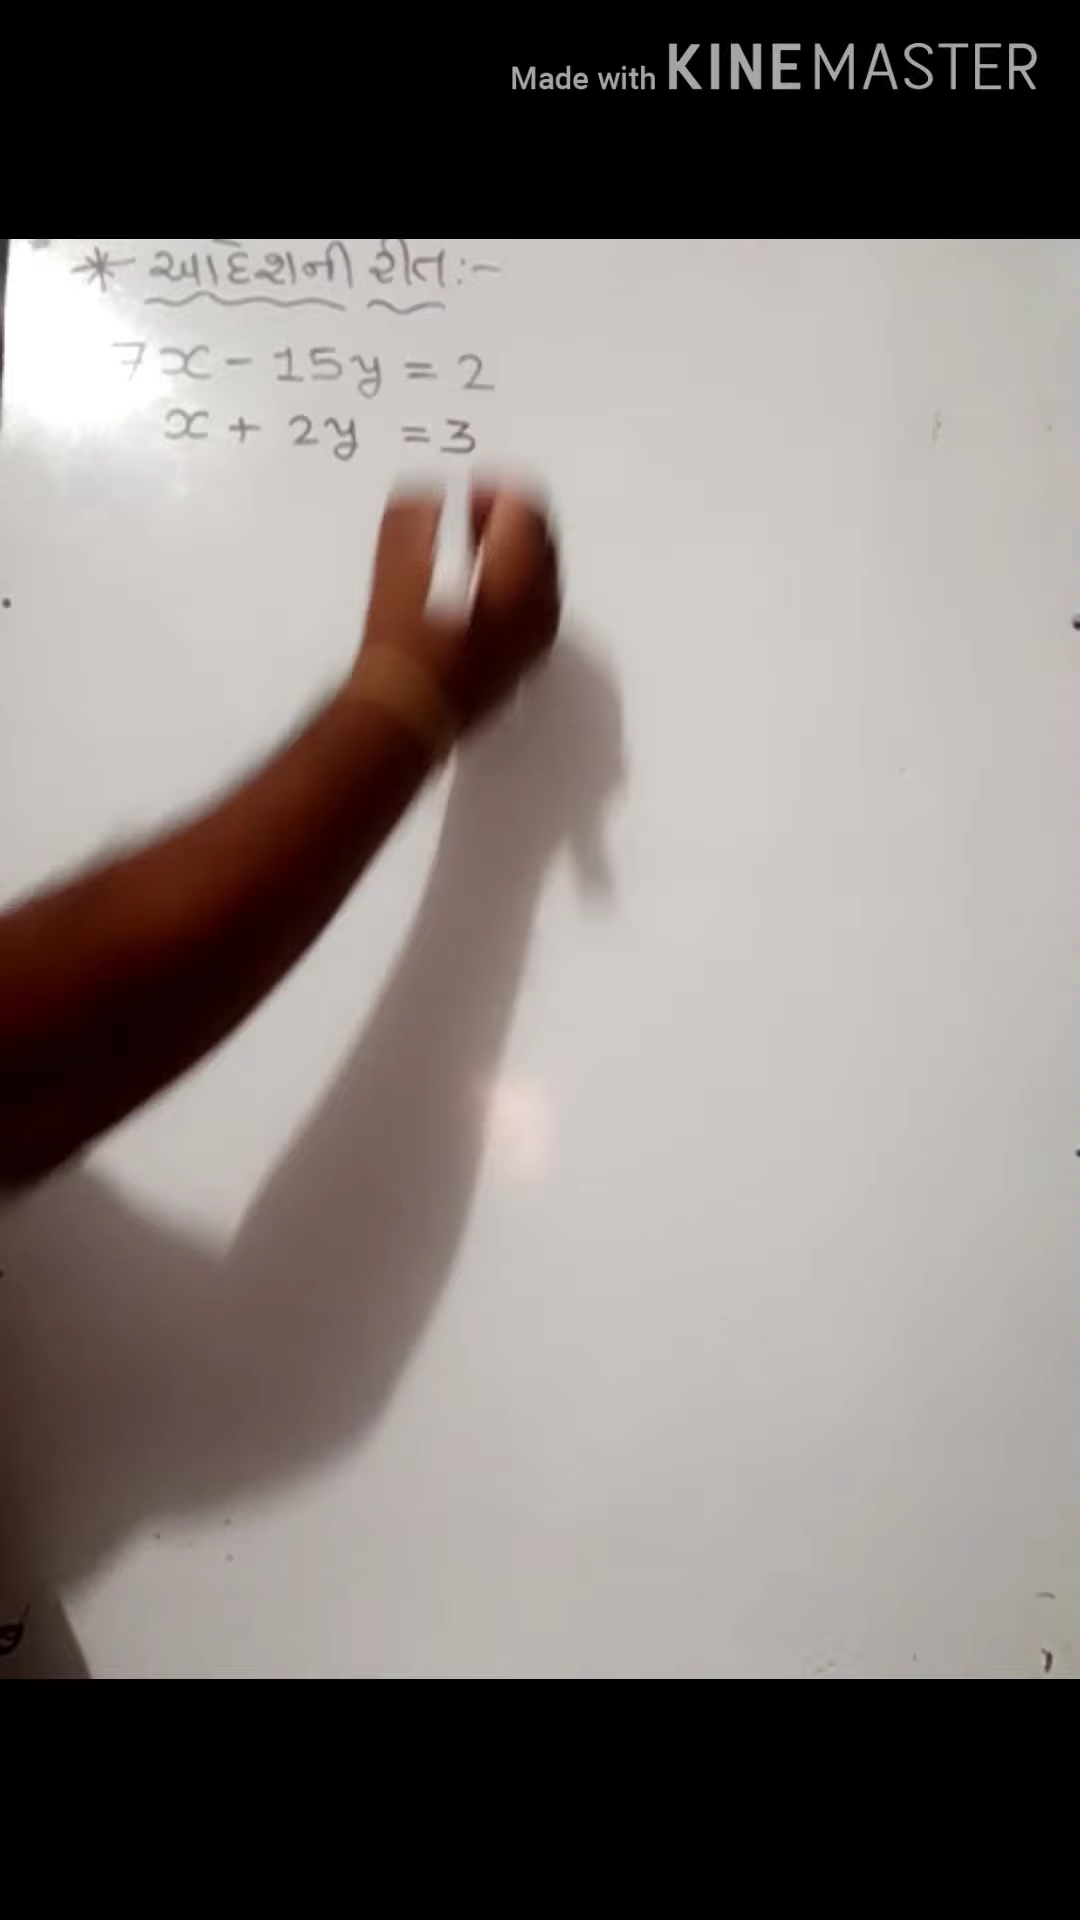 Made with KINEMASTER
* આદેશની રીત :-
7x - 15y = 2
x + 2y = 3